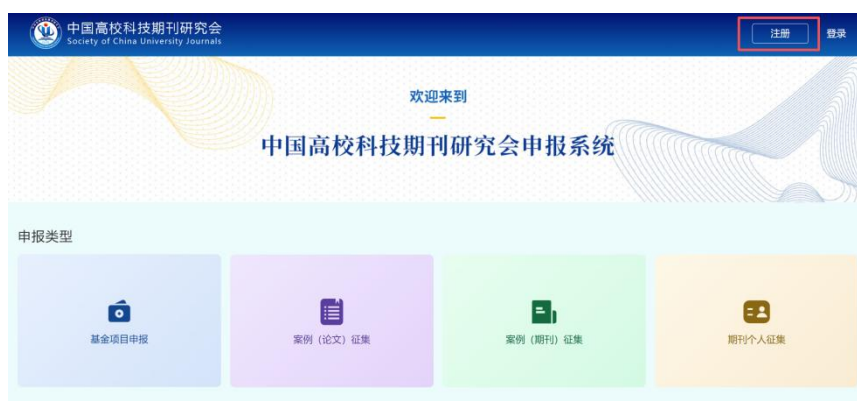 中国高校科技期刊研究会
Society of China University Journals
注册
登录
欢迎来到
中国高校科技期刊研究会申报系统
申报类型
基金项目申报
案例（论文）征集
案例（期刊）征集
期刊个人征集